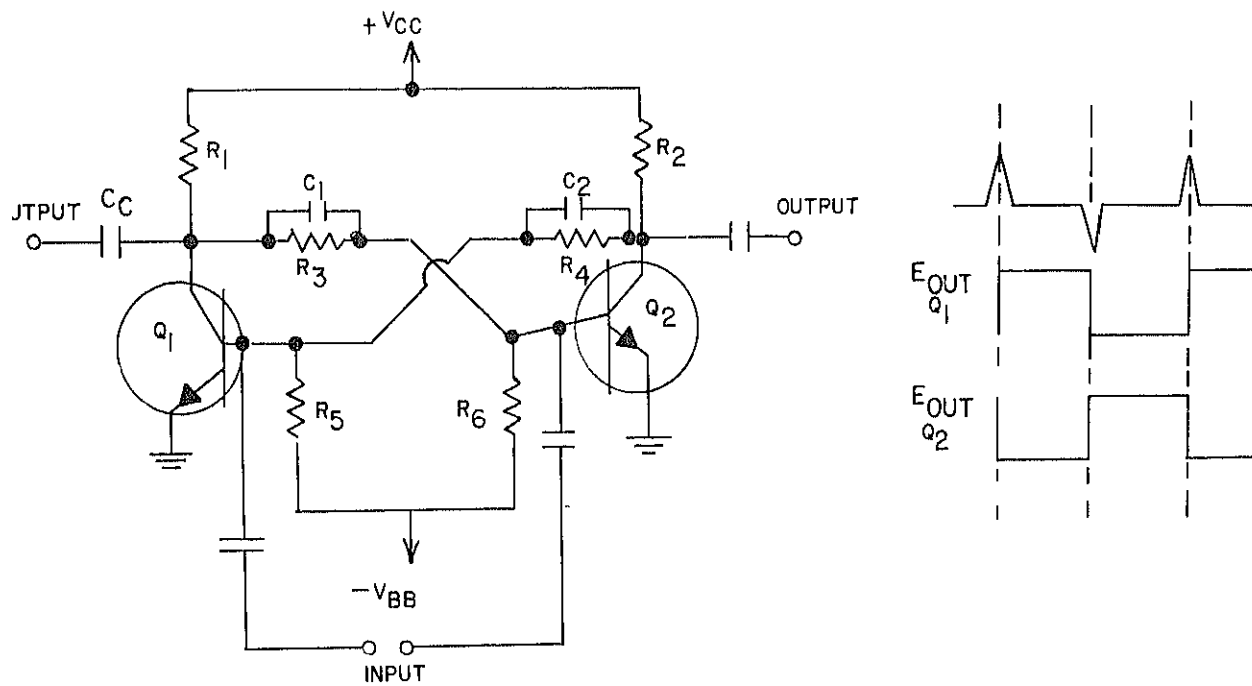 + VCC
R1
R2
C1
C2
CC
JTPUT
OUTPUT
R3
R4
Q1
Q2
R5
R6
-VBB
INPUT
EOUT
Q1
EOUT
Q2